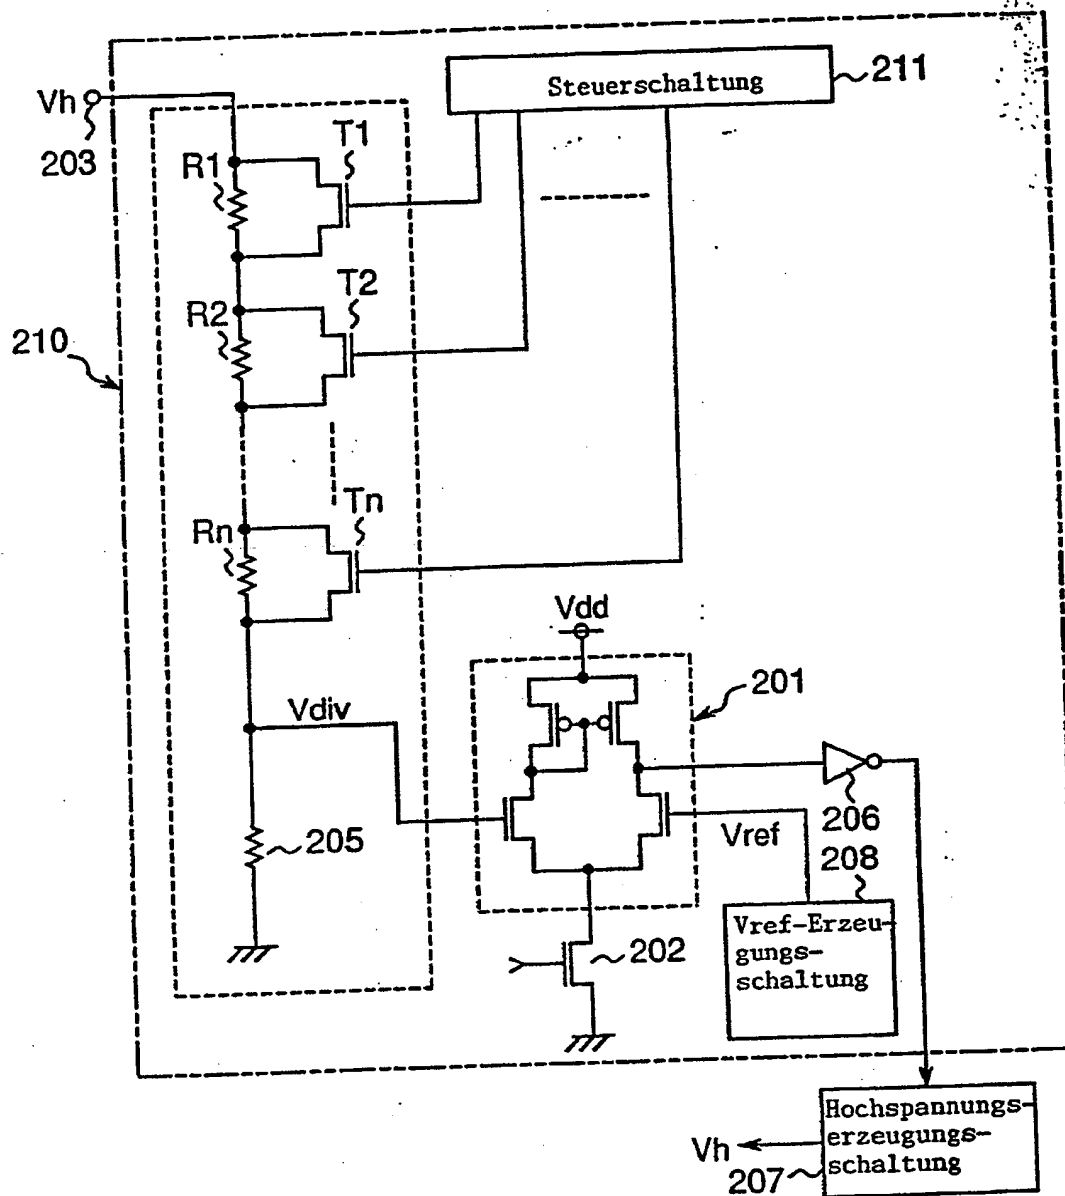 Steuerschaltung
211
Vh
203
T1
R1
T2
R2
210
Tn
Rn
Vdd
201
Vdiv
205
206
Vref
208
Vref-Erzeu-
gungs-
schaltung
202
Hochspannungs-
erzeugungs-
schaltung
Vh
207